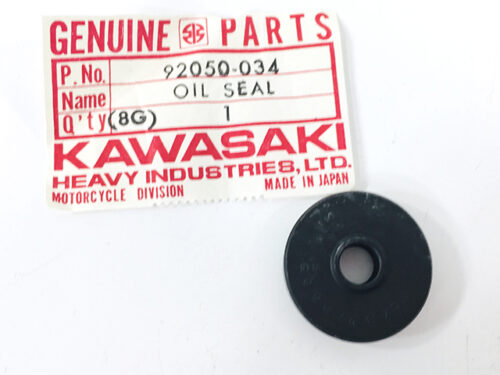 GENUINE PARTS
P.No. 92050-034
Name OIL SEAL
Q'ty (8G) 1
KAWASAKI
HEAVY INDUSTRIES, LTD.
MOTORCYCLE DIVISION MADE IN JAPAN